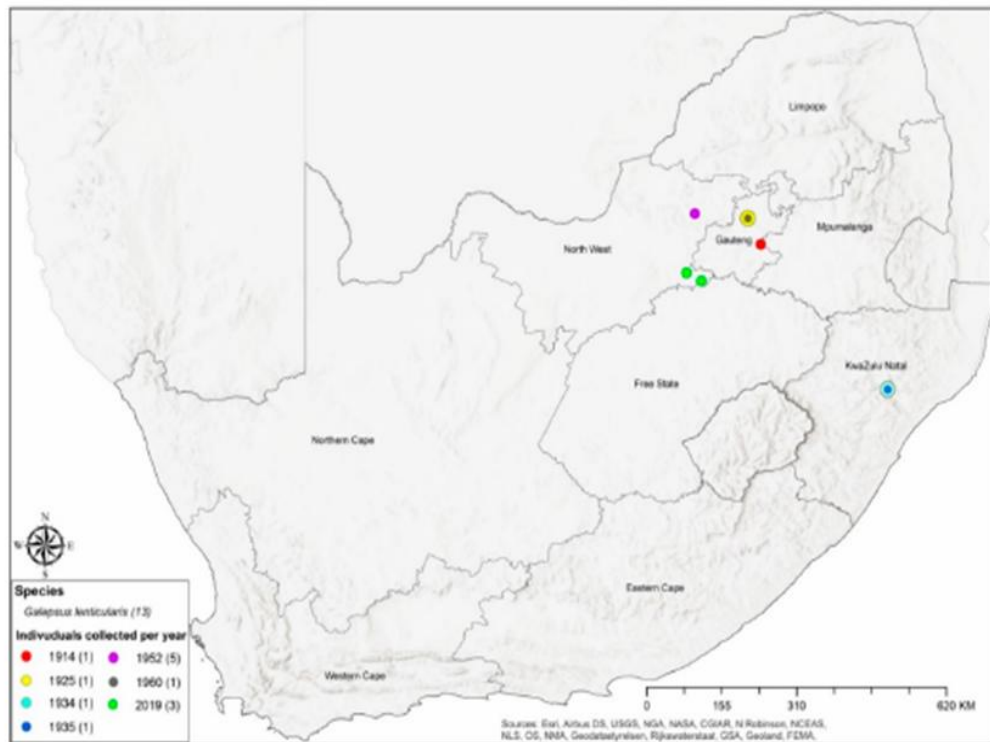 Limpopo
Mpumalanga
Gauteng
North West
KwaZulu Natal
Free State
Northern Cape
Eastern Cape
Western Cape
N
W
E
S
Species
Galepsus lenticularis (13)
Indivuduals collected per year
1914 (1)
1952 (5)
1925 (1)
1960 (1)
1934 (1)
2019 (3)
1935 (1)
0 155 310 620 KM
Sources: Esri, Airbus DS, USGS, NGA, NASA, CGIAR, N Robinson, NCEAS,
NLS, OS, NMA, Geodatastyrelsen, Rijkswaterstaat, GSA, Geoland, FEMA,